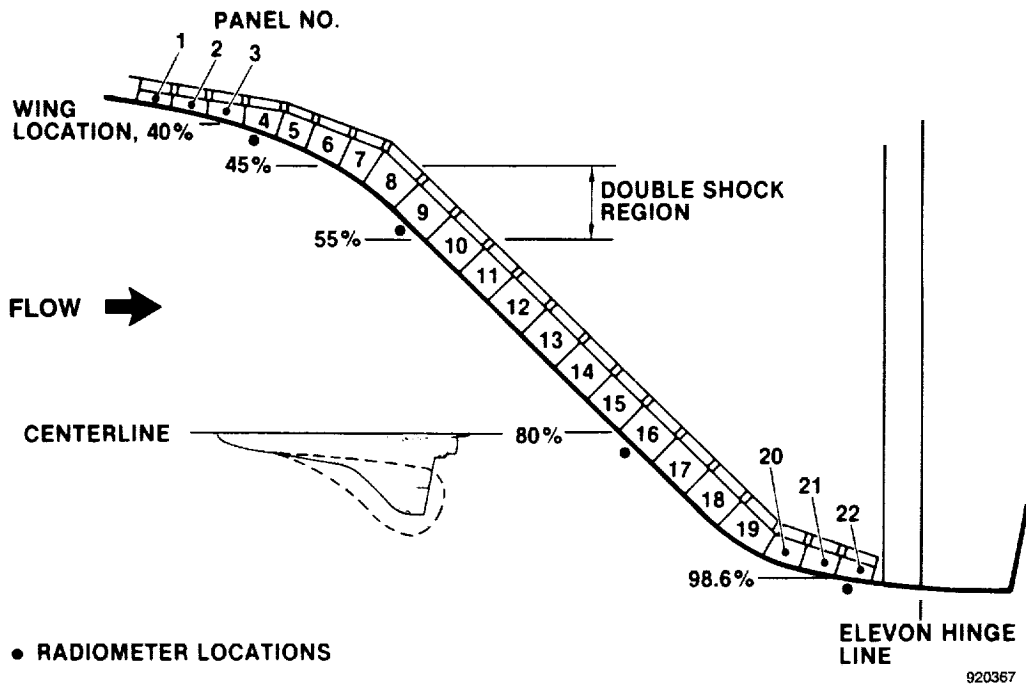 PANEL NO.
1
2
3
WING
LOCATION, 40%
4
5
6
7
45%
8
DOUBLE SHOCK
REGION
9
55%
10
11
FLOW
12
13
14
15
CENTERLINE
80%
16
17
20
18
21
19
22
98.6%
ELEVON HINGE
LINE
RADIOMETER LOCATIONS
920367